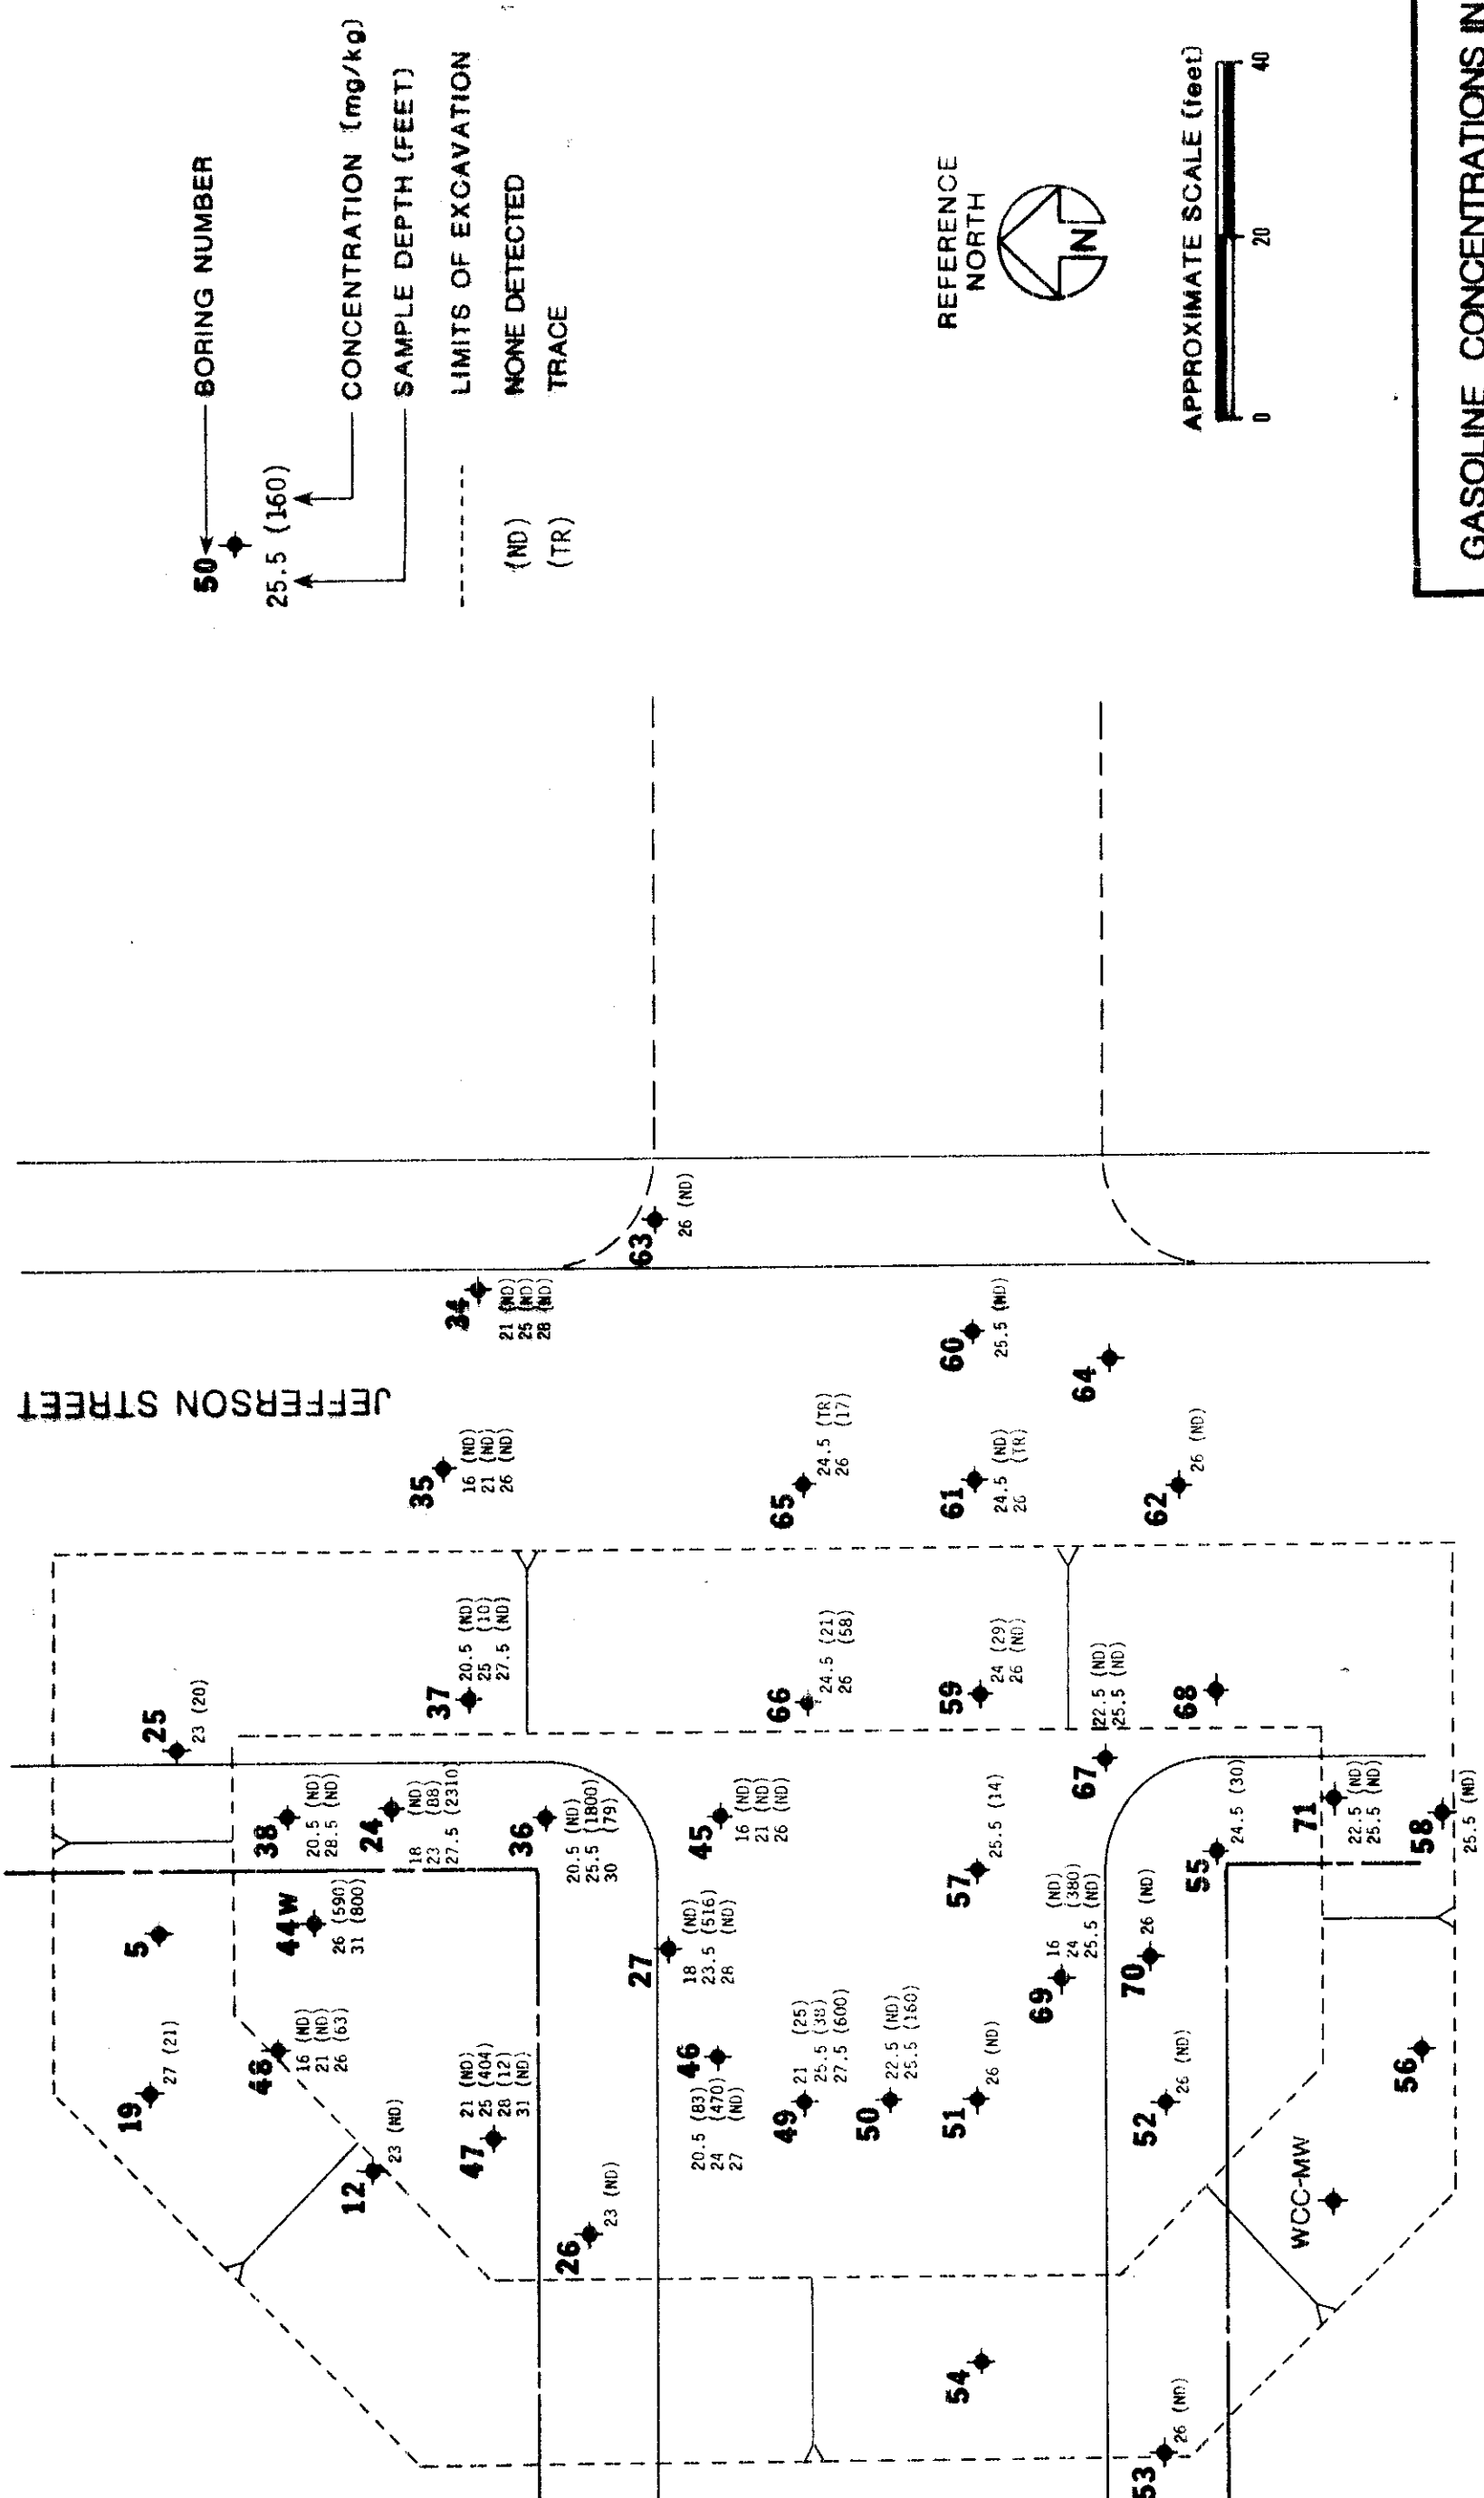 50
BORING NUMBER
25.5 (160)
CONCENTRATION (mg/kg)
SAMPLE DEPTH (FEET)
LIMITS OF EXCAVATION
(ND) NONE DETECTED
(TR) TRACE
REFERENCE
NORTH
N
APPROXIMATE SCALE (feet)
0 20 40
GASOLINE CONCENTRATIONS IN
JEFFERSON STREET
25
23 (20)
5
19
27 (21)
38
20.5 (ND)
28.5 (ND)
44W
26 (590)
31 (800)
48
16 (ND)
21 (ND)
26 (63)
24
18 (ND)
23 (88)
27.5 (2310)
12
23 (ND)
35
16 (ND)
21 (ND)
26 (ND)
34
21 (ND)
25 (ND)
28 (ND)
37
20.5 (ND)
25 (10)
27.5 (ND)
47
21 (ND)
25 (404)
28 (12)
31 (ND)
36
20.5 (ND)
25.5 (1800)
30 (79)
26
23 (ND)
63
26 (ND)
27
18 (ND)
23.5 (516)
28 (ND)
45
16 (ND)
21 (ND)
26 (ND)
46
20.5 (83)
24 (470)
27 (ND)
49
21 (25)
25.5 (38)
27.5 (600)
66
24.5 (21)
26 (58)
65
24.5 (TR)
26 (17)
50
22.5 (ND)
25.5 (160)
54
51
26 (ND)
57
25.5 (14)
59
24 (29)
26 (ND)
61
24.5 (ND)
26 (TR)
60
25.5 (ND)
69
16 (ND)
24 (380)
25.5 (ND)
67
22.5 (ND)
25.5 (ND)
64
70
26 (ND)
53
26 (ND)
52
26 (ND)
55
24.5 (30)
68
62
26 (ND)
WCC-MW
71
22.5 (ND)
25.5 (ND)
56
58
25.5 (ND)